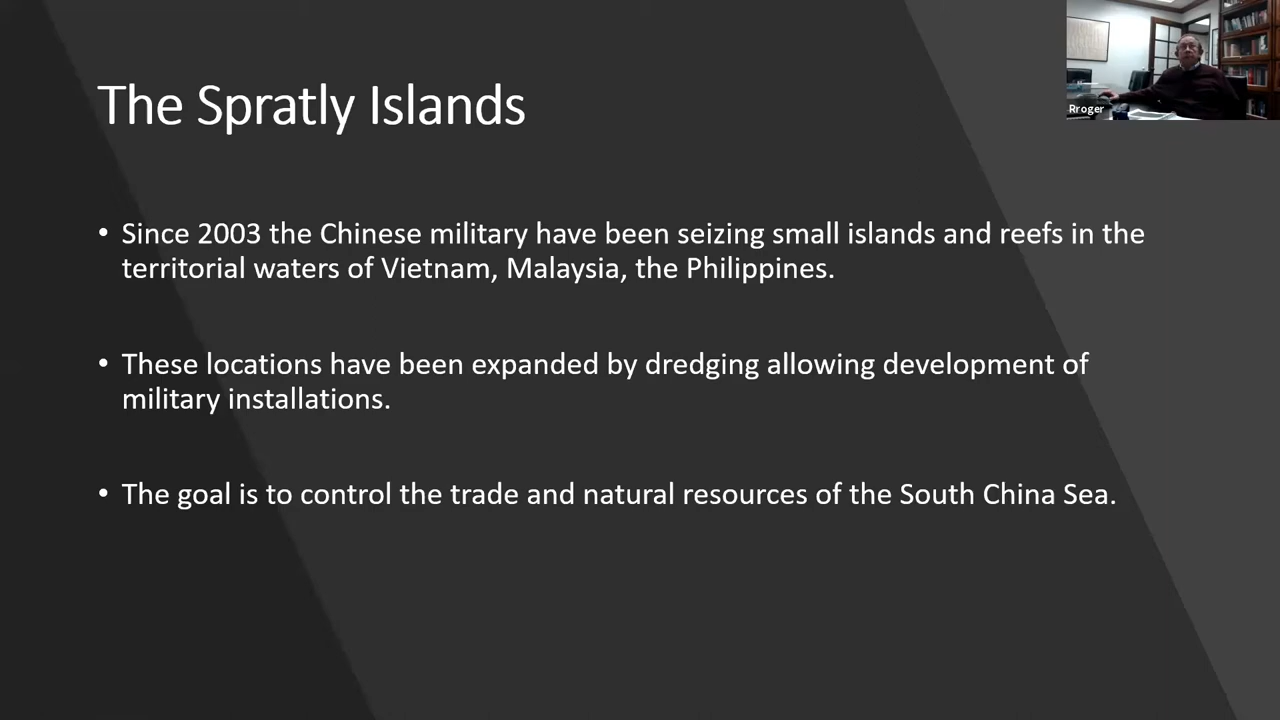 The Spratly Islands
Rroger
• Since 2003 the Chinese military have been seizing small islands and reefs in the
territorial waters of Vietnam, Malaysia, the Philippines.
• These locations have been expanded by dredging allowing development of
military installations.
• The goal is to control the trade and natural resources of the South China Sea.